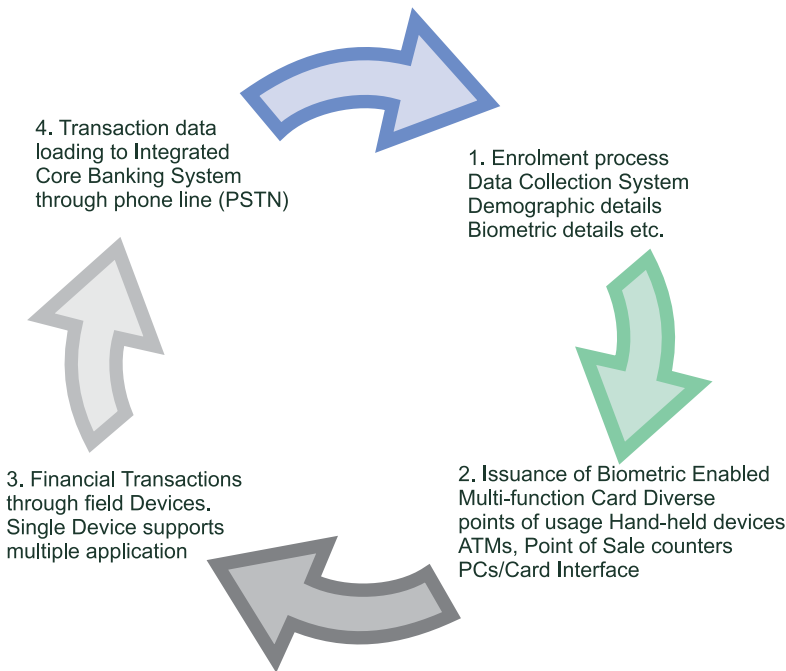 1. Enrolment process
Data Collection System
Demographic details
Biometric details etc.
2. Issuance of Biometric Enabled
Multi-function Card Diverse
points of usage Hand-held devices
ATMs, Point of Sale counters
PCs/Card Interface
3. Financial Transactions
through field Devices.
Single Device supports
multiple application
4. Transaction data
loading to Integrated
Core Banking System
through phone line (PSTN)